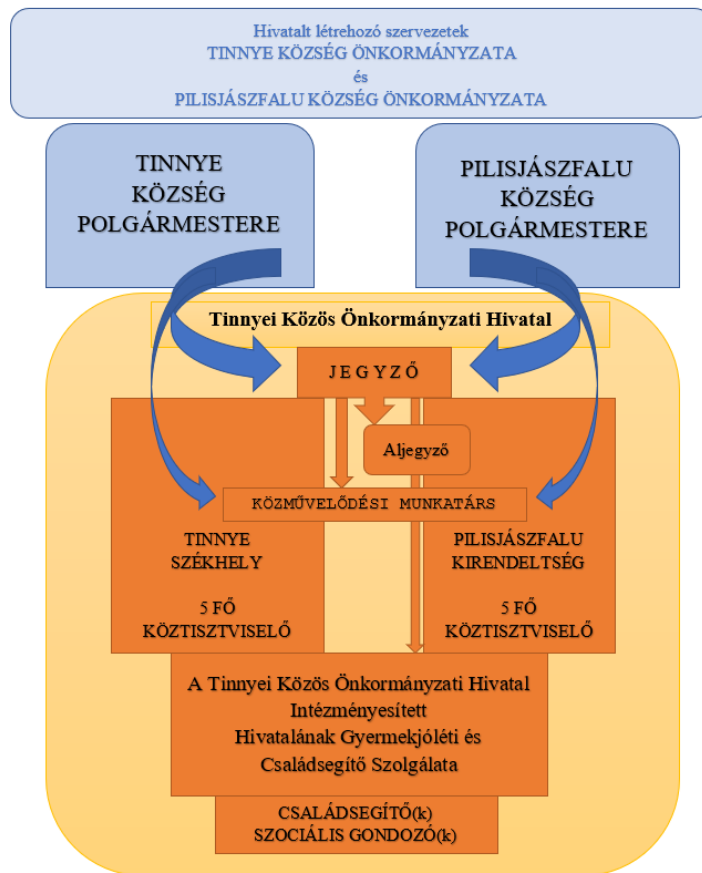 Hivatalt létrehozó szervezetek
TINNYE KÖZSÉG ÖNKORMÁNYZATA
és
PILISJÁSZFALU KÖZSÉG ÖNKORMÁNYZATA
TINNYE
KÖZSÉG
POLGÁRMESTERE
PILISJÁSZFALU
KÖZSÉG
POLGÁRMESTERE
Tinnyei Közös Önkormányzati Hivatal
J E G Y Z Ő
Aljegyző
KÖZMŰVELŐDÉSI MUNKATÁRS
TINNYE
SZÉKHELY
5 FŐ
KÖZTISZTVISELŐ
PILISJÁSZFALU
KIRENDELTSÉG
5 FŐ
KÖZTISZTVISELŐ
A Tinnyei Közös Önkormányzati Hivatal
Intézményesített
Hivatalának Gyermekjóléti és
Családsegítő Szolgálata
CSALÁDSEGÍTŐ(k)
SZOCIÁLIS GONDOZÓ(k)